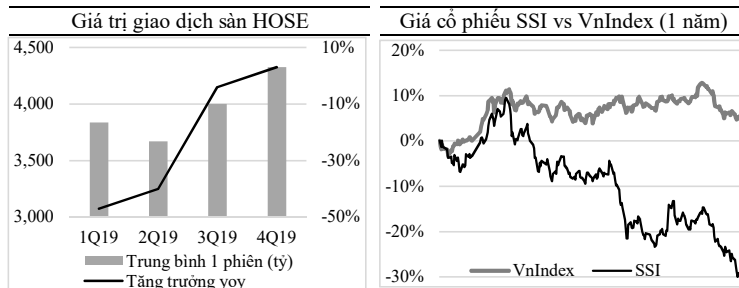 Giá trị giao dịch sàn HOSE
4,500
4,000
3,500
3,000
10%
-10%
-30%
-50%
1Q19 2Q19 3Q19 4Q19
Trung bình 1 phiên (tỷ)
Tăng trưởng yoy
Giá cổ phiếu SSI vs VnIndex (1 năm)
20%
10%
0%
-10%
-20%
-30%
VnIndex SSI